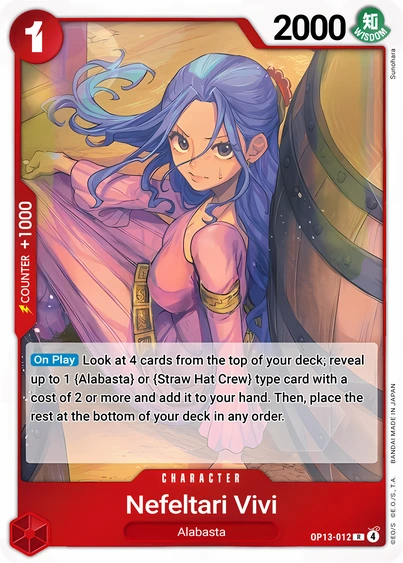 1
2000
知
WISDOM
Sunohara
COUNTER +1000
On Play Look at 4 cards from the top of your deck; reveal
up to 1 {Alabasta} or {Straw Hat Crew} type card with a
cost of 2 or more and add it to your hand. Then, place the
rest at the bottom of your deck in any order.
CHARACTER
Nefeltari Vivi
Alabasta
OP13-012 R 4
©E.O./S. ©E.O./S., T.A. BANDAI MADE IN JAPAN